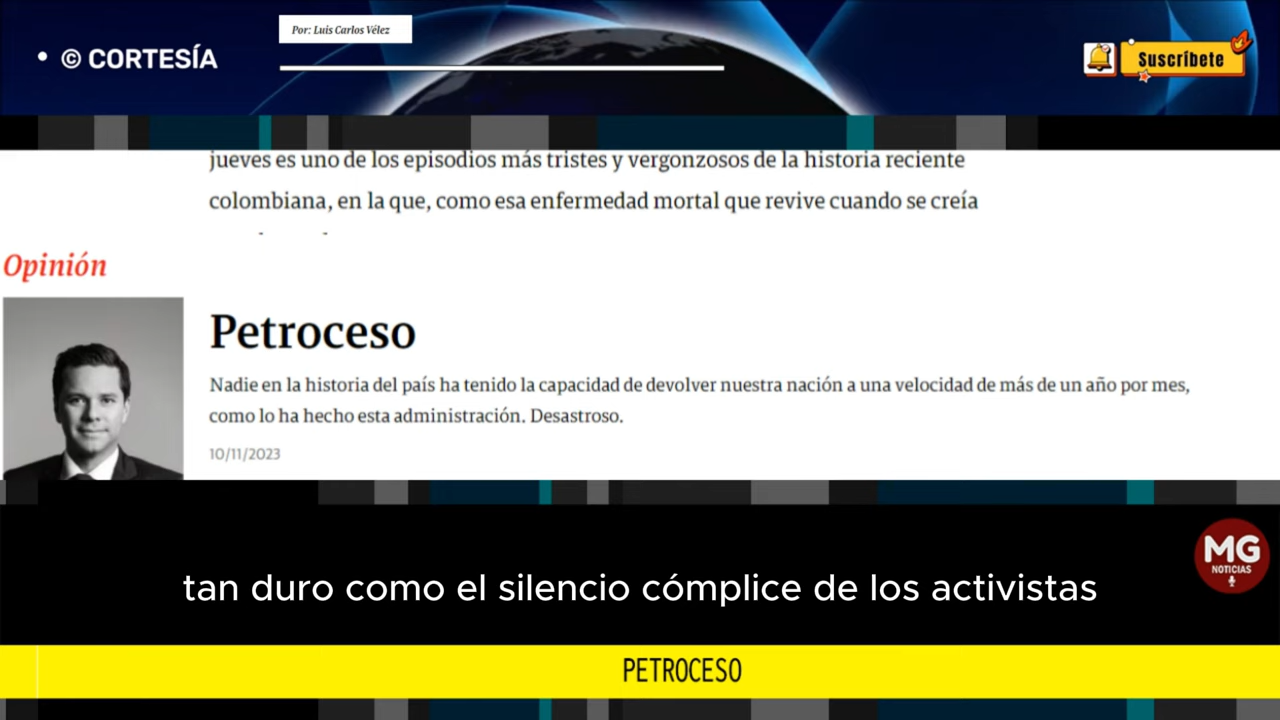 Por: Luis Carlos Vélez
• © CORTESÍA
Suscríbete
jueves es uno de los episodios más tristes y vergonzosos de la historia reciente
colombiana, en la que, como esa enfermedad mortal que revive cuando se creía
Opinión
Petroceso
Nadie en la historia del país ha tenido la capacidad de devolver nuestra nación a una velocidad de más de un año por mes,
como lo ha hecho esta administración. Desastroso.
10/11/2023
MG
NOTICIAS
tan duro como el silencio cómplice de los activistas
PETROCESO